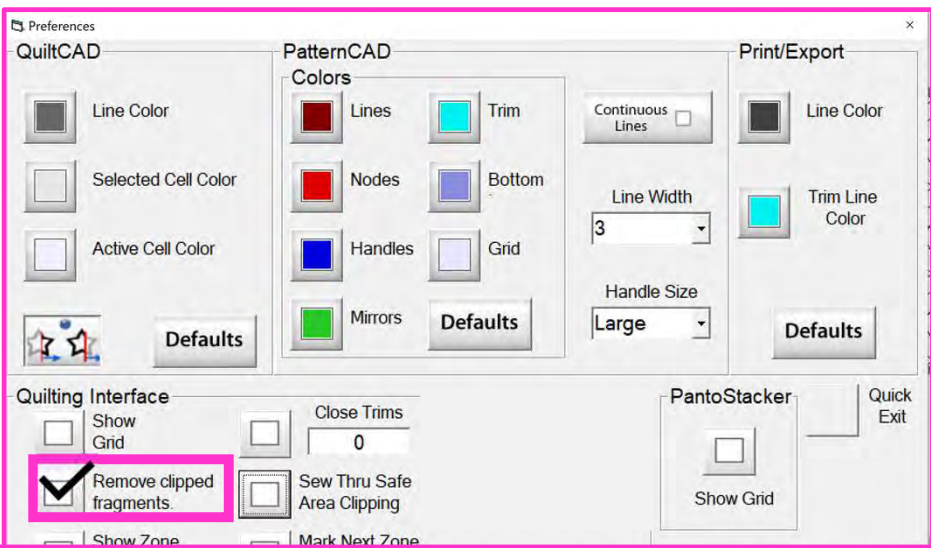 Preferences
QuiltCAD
Line Color
Selected Cell Color
Active Cell Color
Defaults
PatternCAD
Colors
Lines
Trim
Nodes
Bottom
Handles
Grid
Mirrors
Defaults
Continuous
Lines
Line Width
3
Handle Size
Large
Print/Export
Line Color
Trim Line
Color
Defaults
Quilting Interface
Show
Grid
Close Trims
0
Remove clipped
fragments.
Sew Thru Safe
Area Clipping
Show Zone
Mark Next Zone
PantoStacker
Show Grid
Quick
Exit